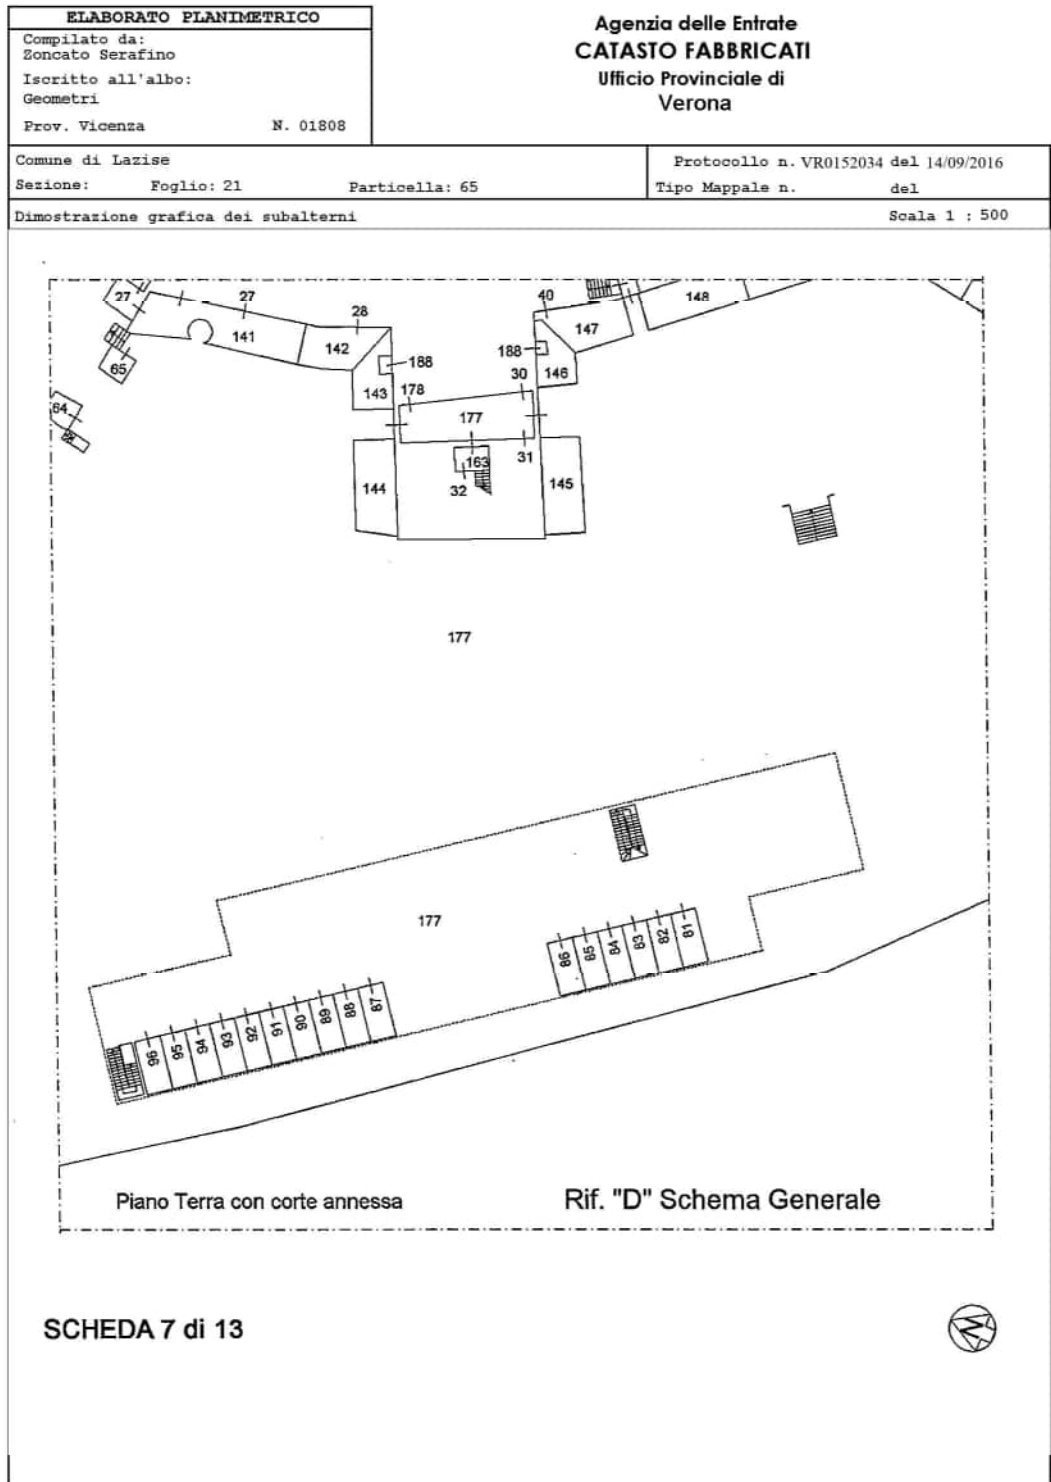 ELABORATO PLANIMETRICO
Compilato da:
Zoncato Serafino
Iscritto all'albo:
Geometri
Prov. Vicenza N. 01808
Agenzia delle Entrate
CATASTO FABBRICATI
Ufficio Provinciale di
Verona
Comune di Lazise
Sezione: Foglio: 21 Particella: 65
Protocollo n. VR0152034 del 14/09/2016
Tipo Mappale n. del
Dimostrazione grafica dei subalterni
Scala 1 : 500
27
27
28
40
148
141
142
147
65
188
188
146
143
178
30
64
177
163
31
144
32
145
177
177
86
85
84
83
82
81
96
95
94
93
92
91
90
89
88
87
Piano Terra con corte annessa
Rif. "D" Schema Generale
SCHEDA 7 di 13
N